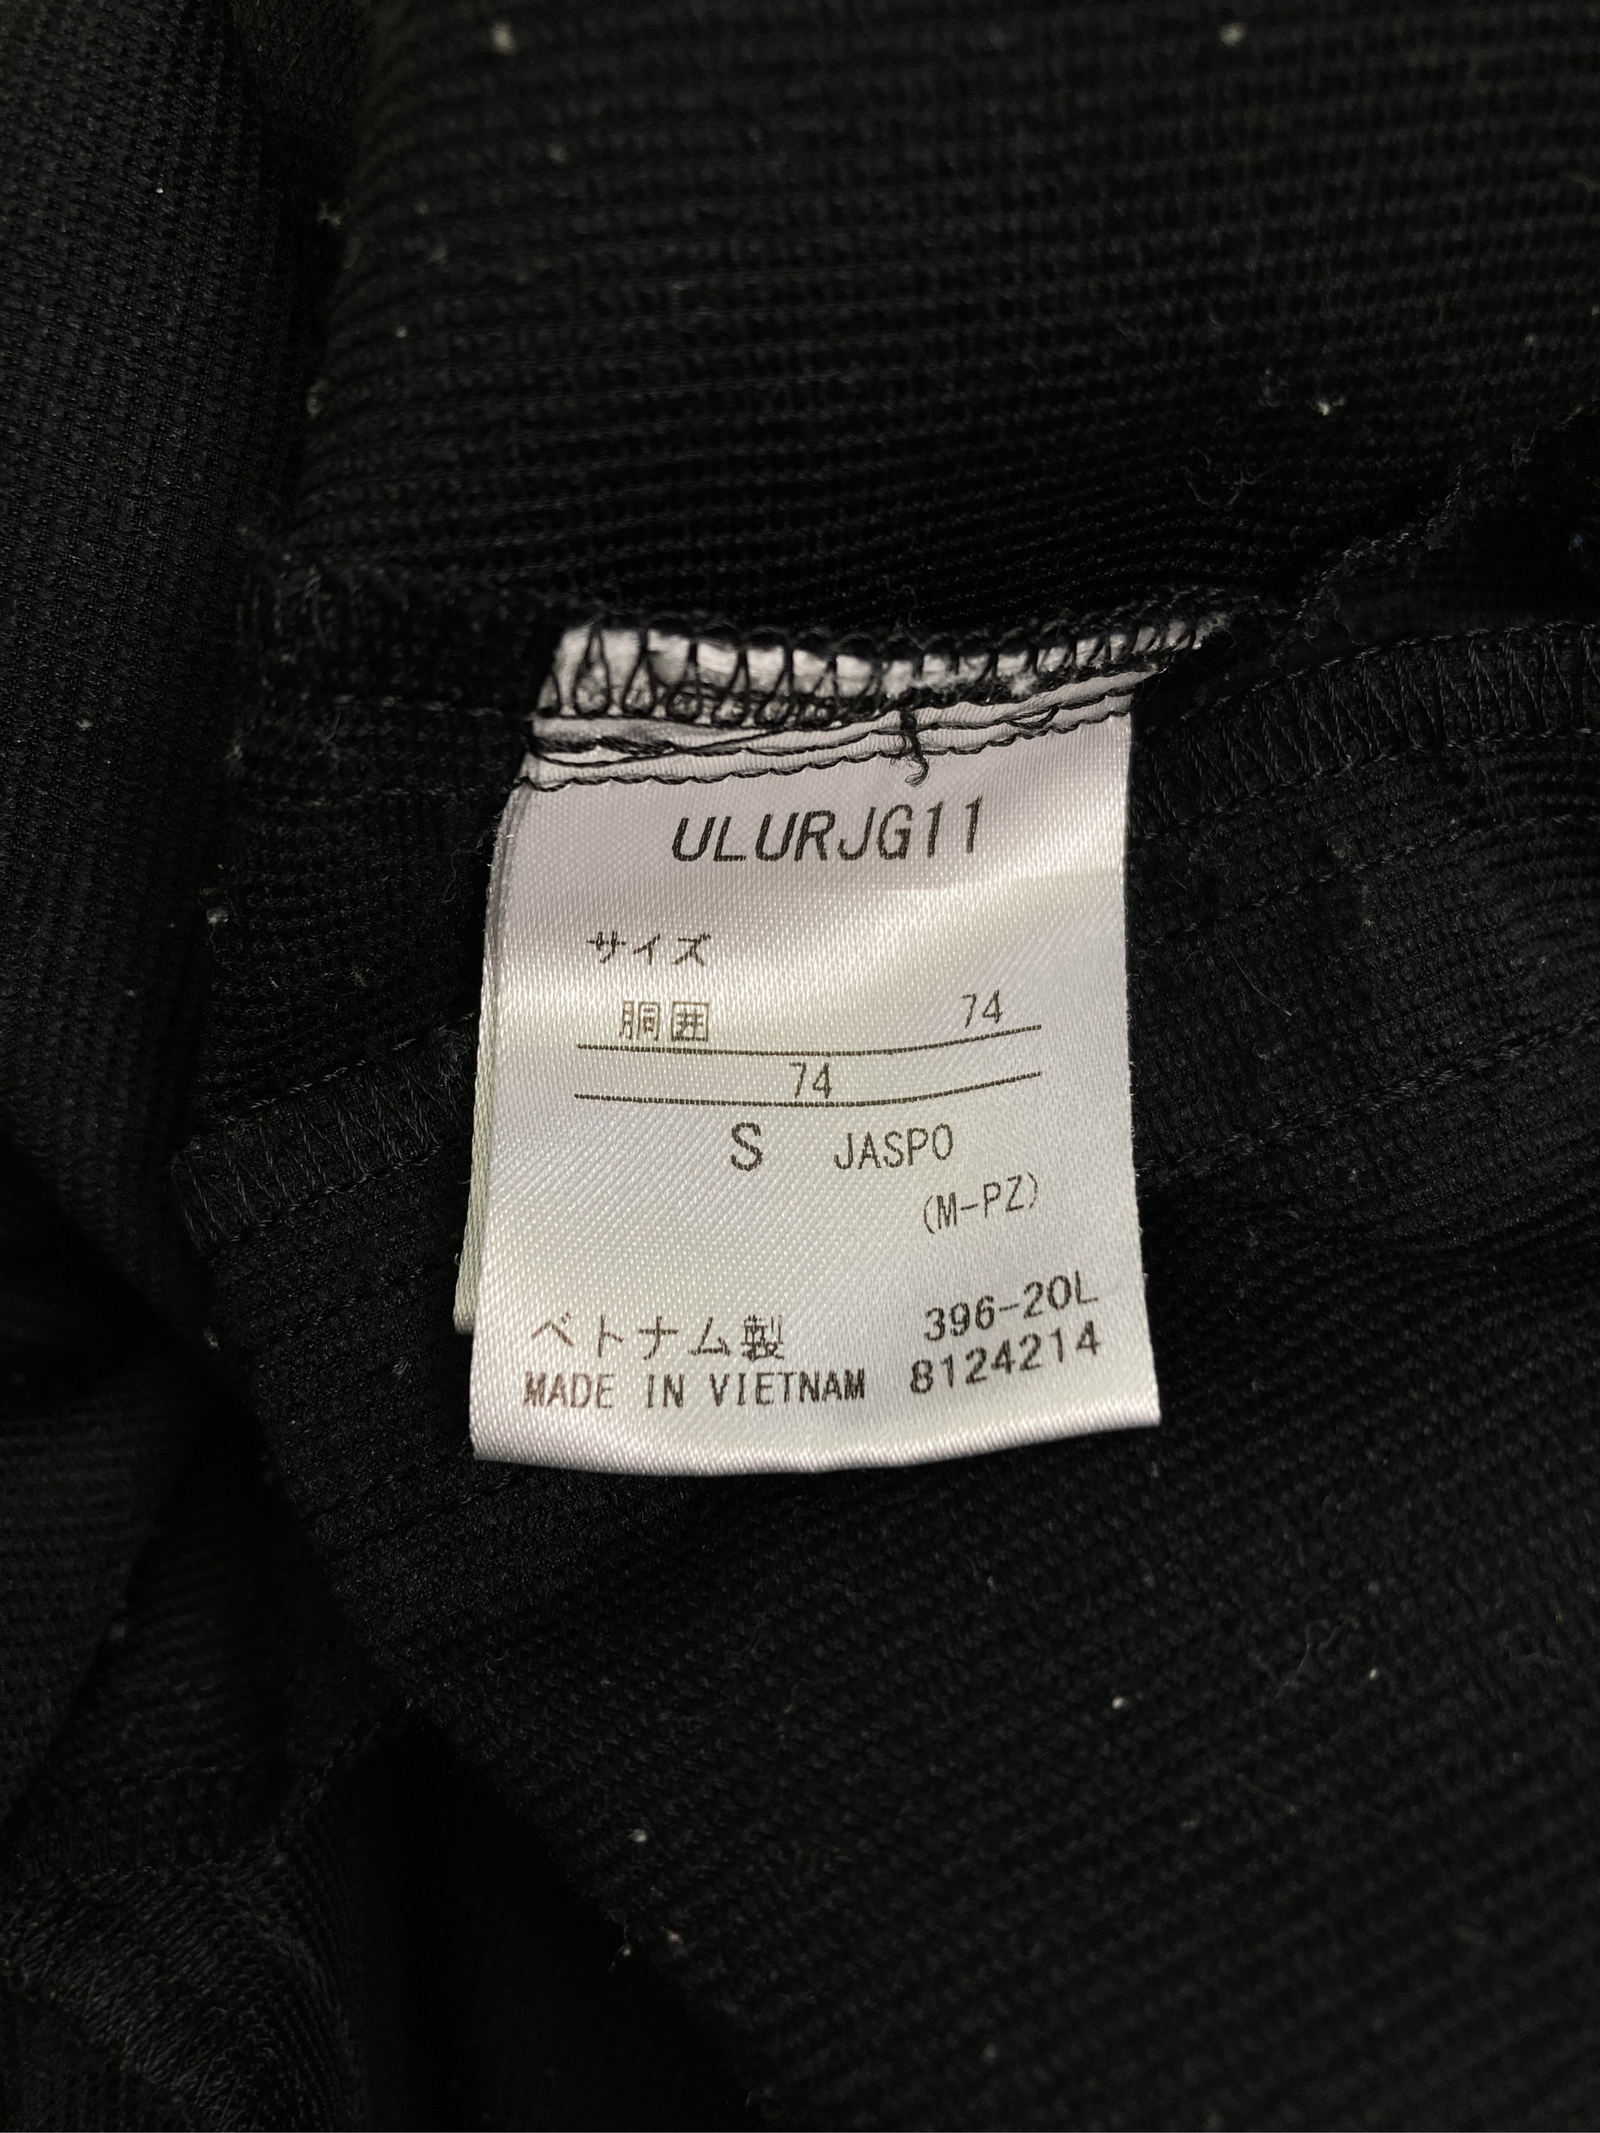 ULURJG11
サイズ
胴囲 74
74
S JASPO
(M-PZ)
ベトナム製 396-20L
MADE IN VIETNAM 8124214